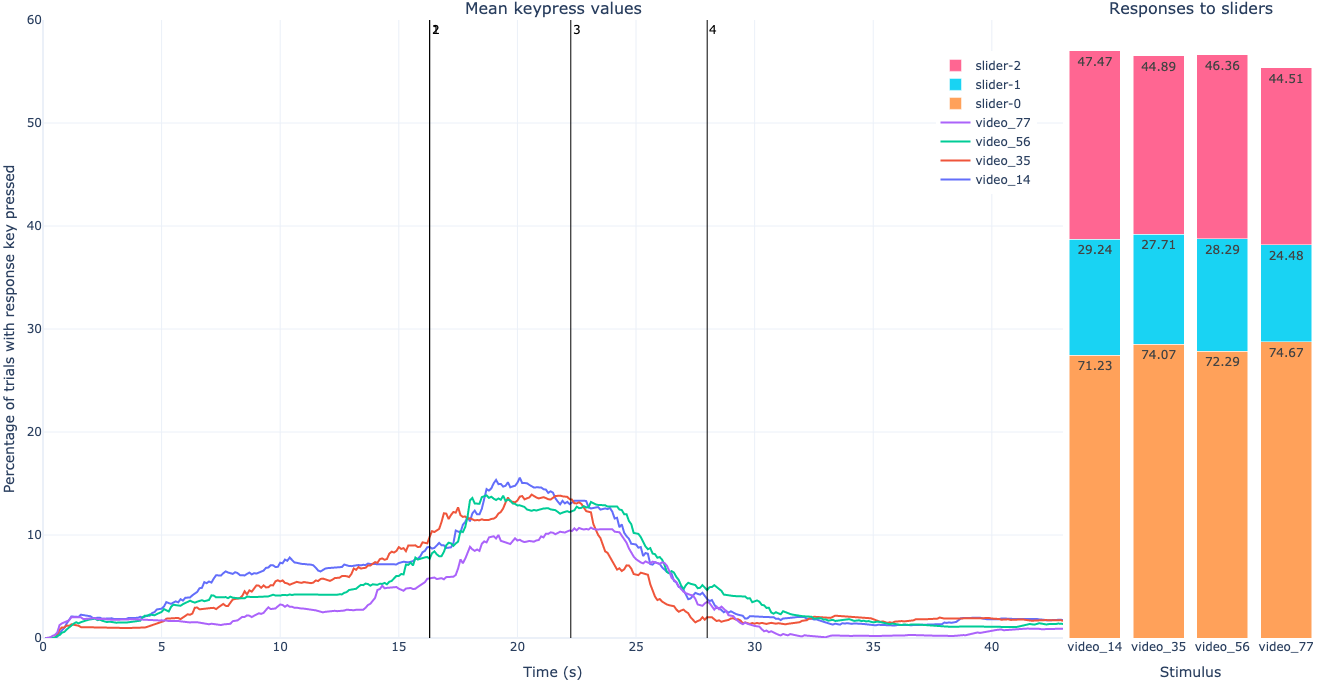 Mean keypress values
Responses to sliders
Percentage of trials with response key pressed
60
50
40
30
20
10
0
1
2
3
4
slider-2
slider-1
slider-0
video_77
video_56
video_35
video_14
47.47
44.89
46.36
44.51
29.24
27.71
28.29
24.48
71.23
74.07
72.29
74.67
0
5
10
15
20
25
30
35
40
video_14
video_35
video_56
video_77
Time (s)
Stimulus